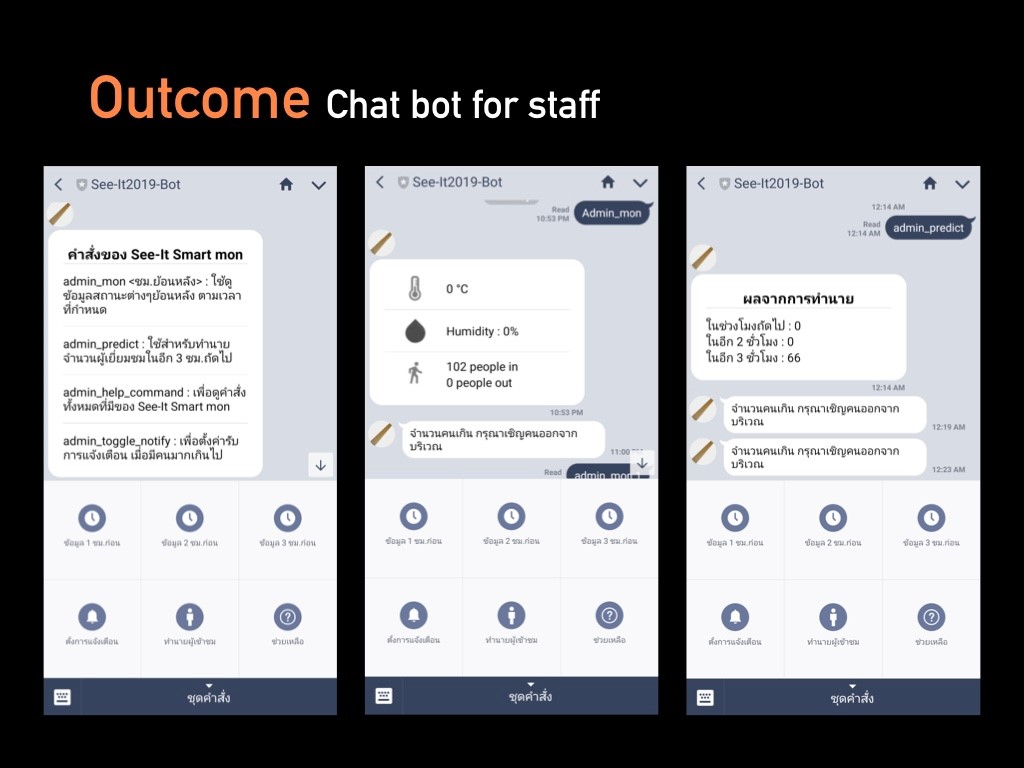 Outcome Chat bot for staff
See-It2019-Bot
คำสั่งของ See-It Smart mon
admin_mon <ชม.ย้อนหลัง> : ใช้ดู
ข้อมูลสถานะต่างๆย้อนหลัง ตามเวลา
ที่กำหนด
admin_predict : ใช้สำหรับทำนาย
จำนวนผู้เยี่ยมชมในอีก 3 ชม.ถัดไป
admin_help_command : เพื่อดูคำสั่ง
ทั้งหมดที่มีของ See-It Smart mon
admin_toggle_notify : เพื่อตั้งค่ารับ
การแจ้งเตือน เมื่อมีคนมากเกินไป
ข้อมูล 1 ชม.ก่อน
ข้อมูล 2 ชม.ก่อน
ข้อมูล 3 ชม.ก่อน
ตั้งการแจ้งเตือน
ทำนายผู้เข้าชม
ช่วยเหลือ
ชุดคำสั่ง
See-It2019-Bot
Read
10:53 PM
Admin_mon
0 °C
Humidity : 0%
102 people in
0 people out
10:53 PM
จำนวนคนเกิน กรุณาเชิญคนออกจาก
บริเวณ
11:00
Read
admin_mon
ข้อมูล 1 ชม.ก่อน
ข้อมูล 2 ชม.ก่อน
ข้อมูล 3 ชม.ก่อน
ตั้งการแจ้งเตือน
ทำนายผู้เข้าชม
ช่วยเหลือ
ชุดคำสั่ง
See-It2019-Bot
12:14 AM
Read
12:14 AM
admin_predict
ผลจากการทำนาย
ในช่วงโมงถัดไป : 0
ในอีก 2 ชั่วโมง : 0
ในอีก 3 ชั่วโมง : 66
12:14 AM
จำนวนคนเกิน กรุณาเชิญคนออกจาก
บริเวณ
12:19 AM
จำนวนคนเกิน กรุณาเชิญคนออกจาก
บริเวณ
12:23 AM
ข้อมูล 1 ชม.ก่อน
ข้อมูล 2 ชม.ก่อน
ข้อมูล 3 ชม.ก่อน
ตั้งการแจ้งเตือน
ทำนายผู้เข้าชม
ช่วยเหลือ
ชุดคำสั่ง